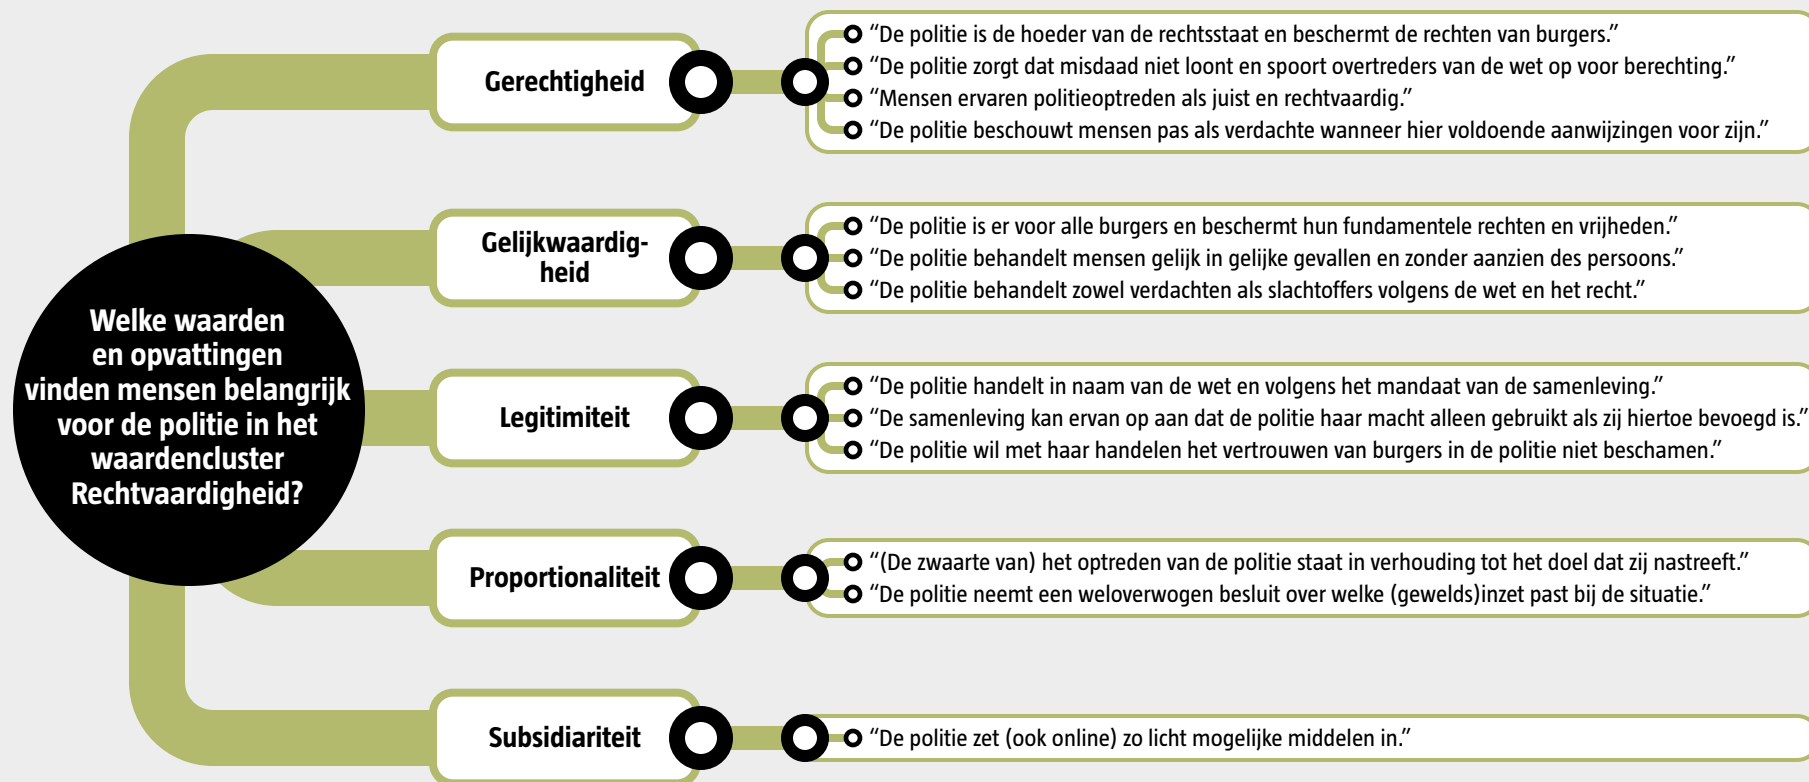 Welke waarden
en opvattingen
vinden mensen belangrijk
voor de politie in het
waardencluster
Rechtvaardigheid?
Gerechtigheid
“De politie is de hoeder van de rechtsstaat en beschermt de rechten van burgers.”
“De politie zorgt dat misdaad niet loont en spoort overtreders van de wet op voor berechting.”
“Mensen ervaren politieoptreden als juist en rechtvaardig.”
“De politie beschouwt mensen pas als verdachte wanneer hier voldoende aanwijzingen voor zijn.”
Gelijkwaardig-
heid
“De politie is er voor alle burgers en beschermt hun fundamentele rechten en vrijheden.”
“De politie behandelt mensen gelijk in gelijke gevallen en zonder aanzien des persoons.”
“De politie behandelt zowel verdachten als slachtoffers volgens de wet en het recht.”
Legitimiteit
“De politie handelt in naam van de wet en volgens het mandaat van de samenleving.”
“De samenleving kan ervan op aan dat de politie haar macht alleen gebruikt als zij hiertoe bevoegd is.”
“De politie wil met haar handelen het vertrouwen van burgers in de politie niet beschamen.”
Proportionaliteit
“(De zwaarte van) het optreden van de politie staat in verhouding tot het doel dat zij nastreeft.”
“De politie neemt een weloverwogen besluit over welke (gewelds)inzet past bij de situatie.”
Subsidiariteit
“De politie zet (ook online) zo licht mogelijke middelen in.”